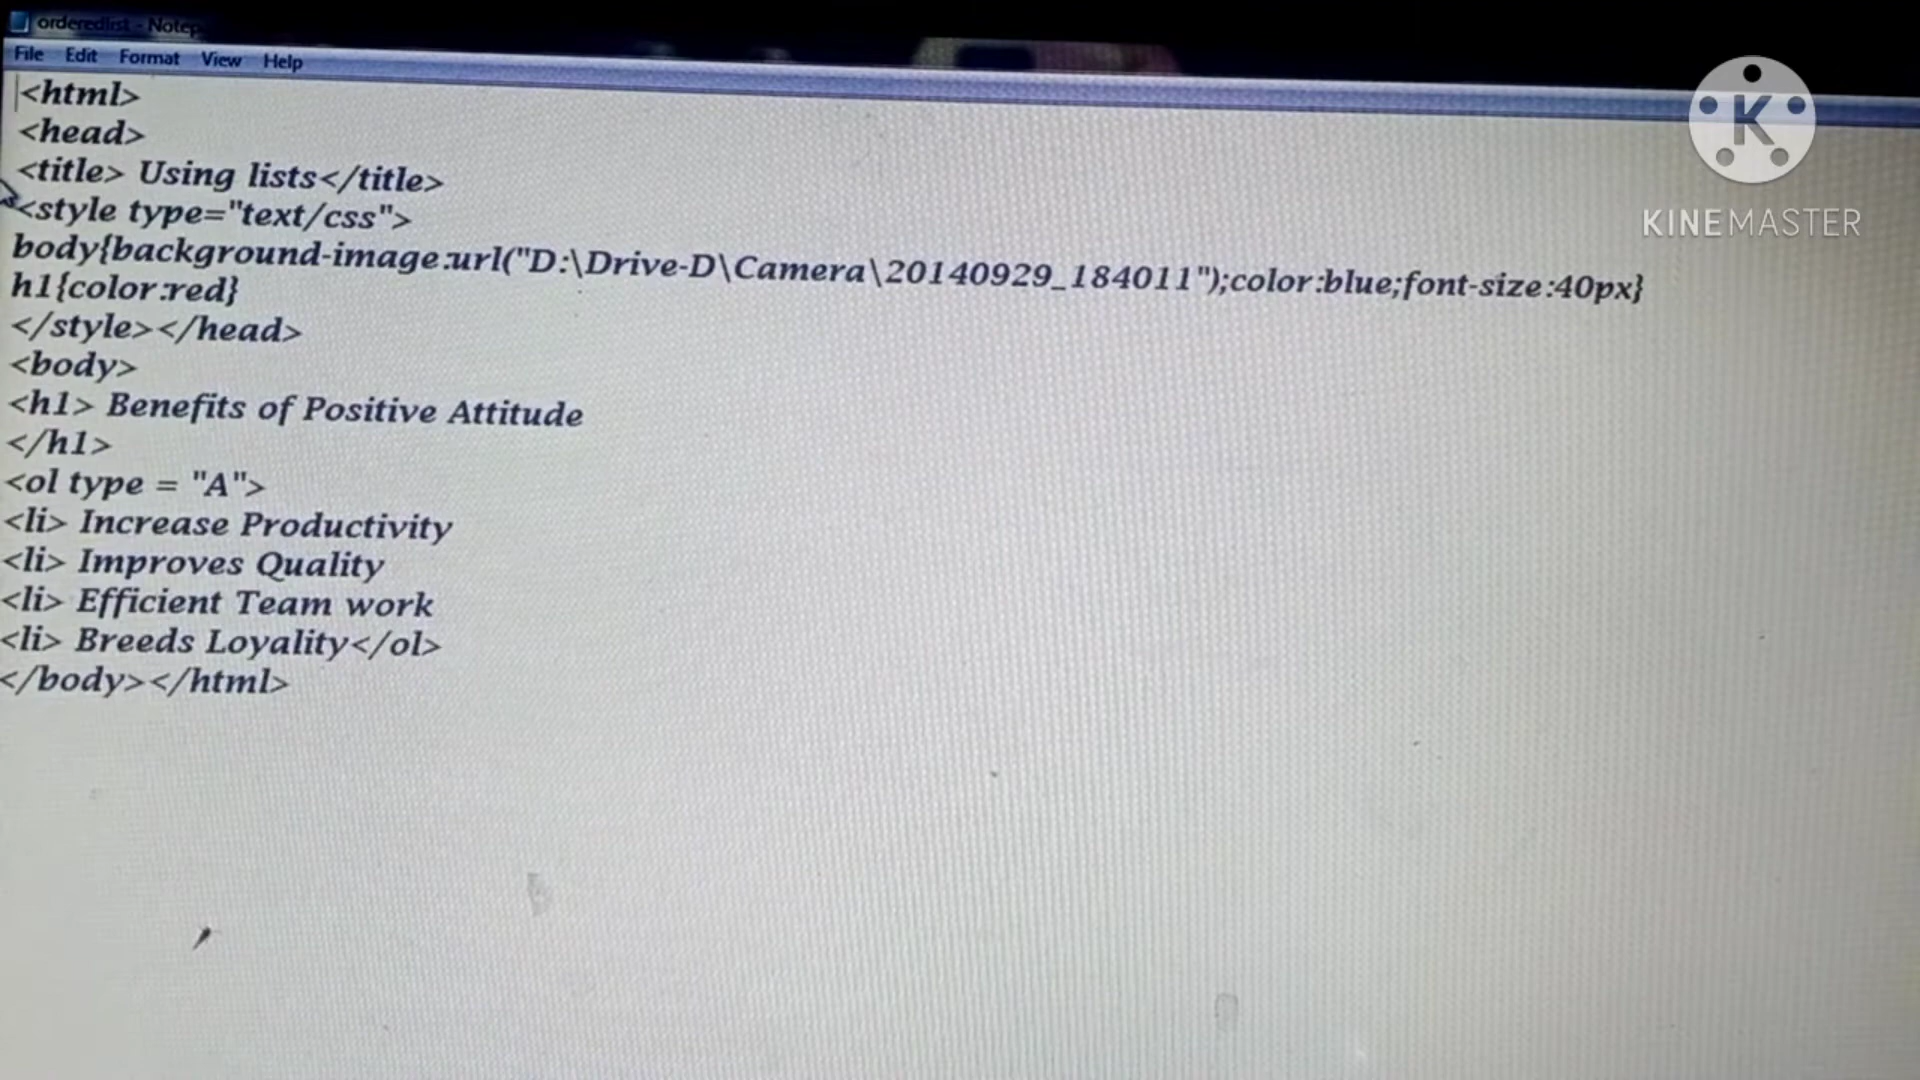 orderedlist - Notep
File Edit Format View Help
<html>
<head>
<title> Using lists</title>
<style type="text/css">
body{background-image:url("D:\Drive-D\Camera\20140929_184011");color:blue;font-size:40px}
h1{color:red}
</style></head>
<body>
<h1> Benefits of Positive Attitude
</h1>
<ol type = "A">
<li> Increase Productivity
<li> Improves Quality
<li> Efficient Team work
<li> Breeds Loyality</ol>
</body></html>
K
KINEMASTER